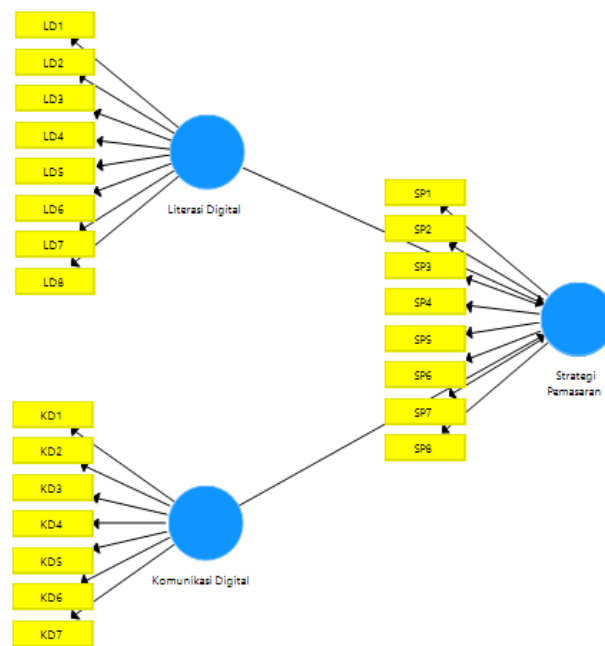 LD1
LD2
LD3
LD4
LD5
LD6
LD7
LD8
Literasi Digital
SP1
SP2
SP3
SP4
SP5
SP6
SP7
SP8
Strategi
Pemasaran
KD1
KD2
KD3
KD4
KD5
KD6
KD7
Komunikasi Digital